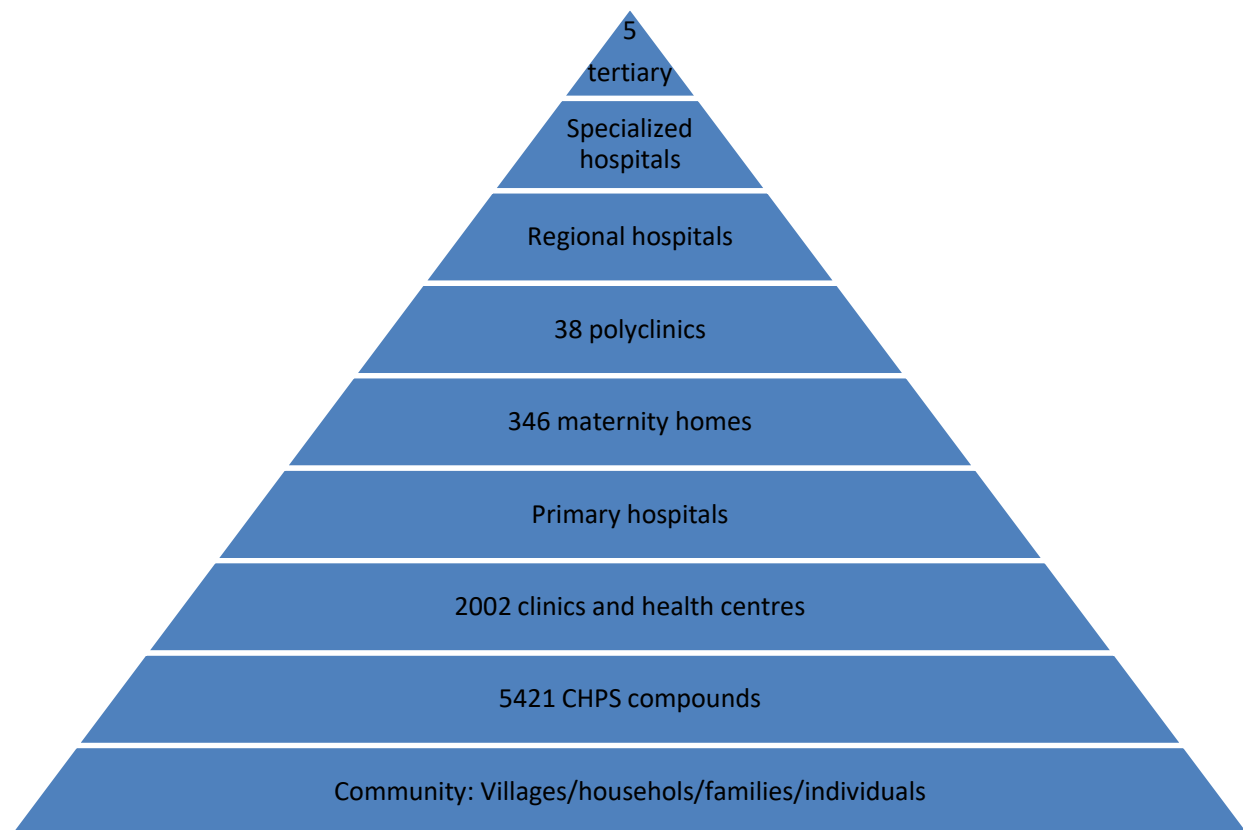 5
tertiary
Specialized
hospitals
Regional hospitals
38 polyclinics
346 maternity homes
Primary hospitals
2002 clinics and health centres
5421 CHPS compounds
Community: Villages/househols/families/individuals